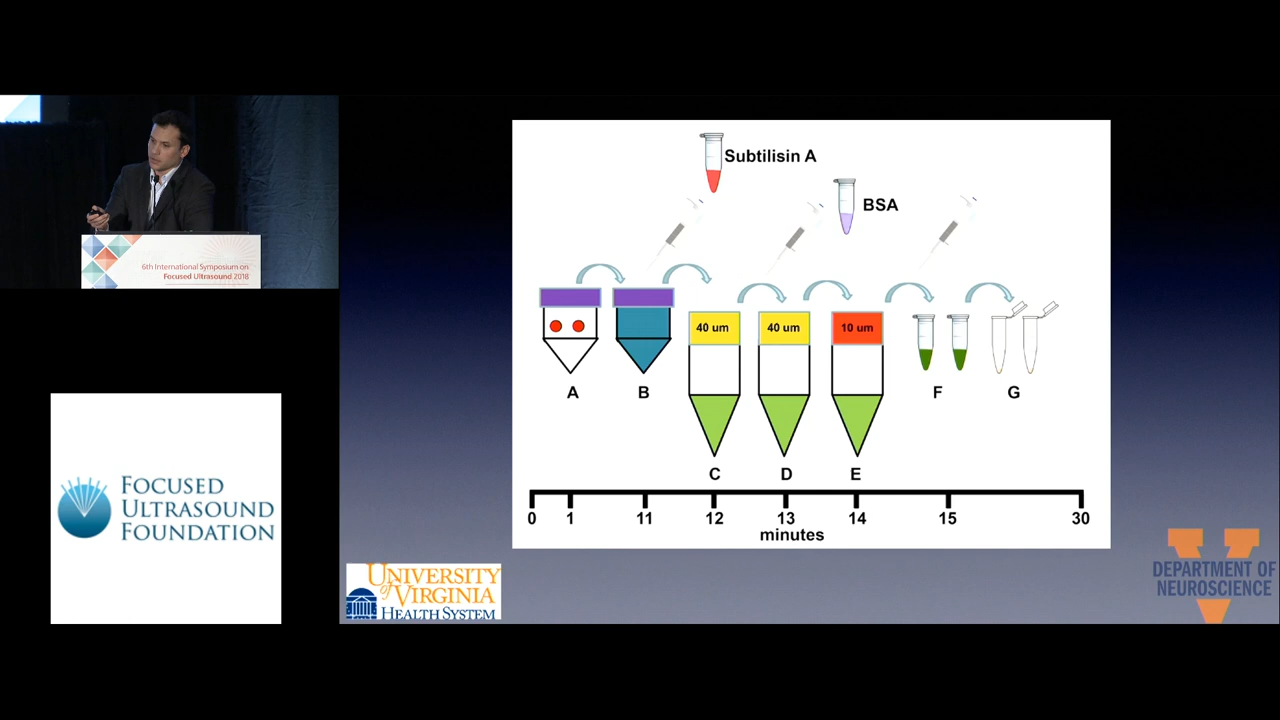 Subtilisin A
BSA
6th International Symposium on
Focused Ultrasound 2018
40 um
40 um
10 um
A
B
F
G
C
D
E
0
1
11
12
13
14
15
30
minutes
FOCUSED
ULTRASOUND
FOUNDATION
UNIVERSITY
of VIRGINIA
HEALTH SYSTEM
DEPARTMENT OF
NEUROSCIENCE